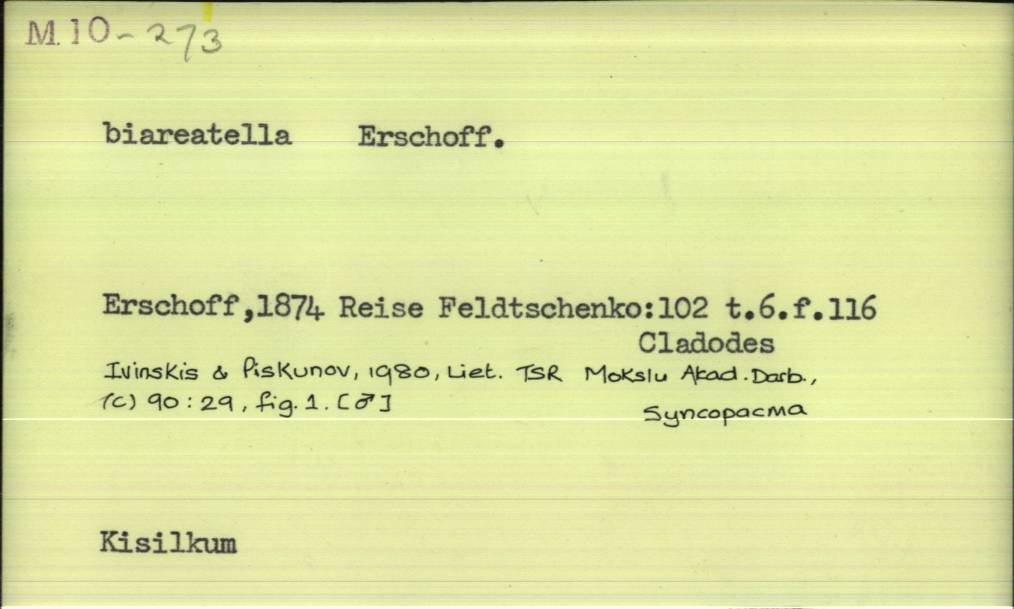 M.10-273
biareatella Erschoff.
Erschoff,1874 Reise Feldtschenko:102 t.6.f.116
Cladodes
Ivinskis & Piskunov, 1980, Liet. TSR Mokslu Akad. Darb.,
(C) 90:29, fig. 1. [♂]
Syncopacma
Kisilkum